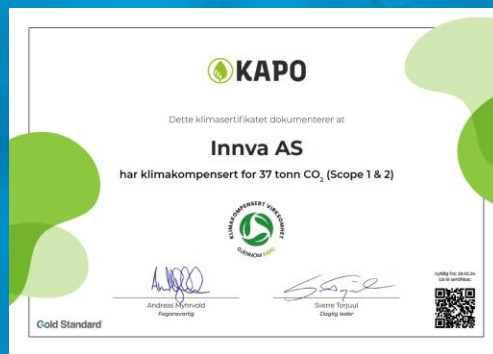 KAPO
Dette klimasertifikatet dokumenterer at
Innva AS
har klimakompensert for 37 tonn CO₂ (Scope 1 & 2)
KLIMAKOMPENSERT VIRKSOMHET
GJENNOM KAPO
Andreas Myhrvold
Fagansvarlig
Sverre Torjuul
Daglig leder
Gold Standard